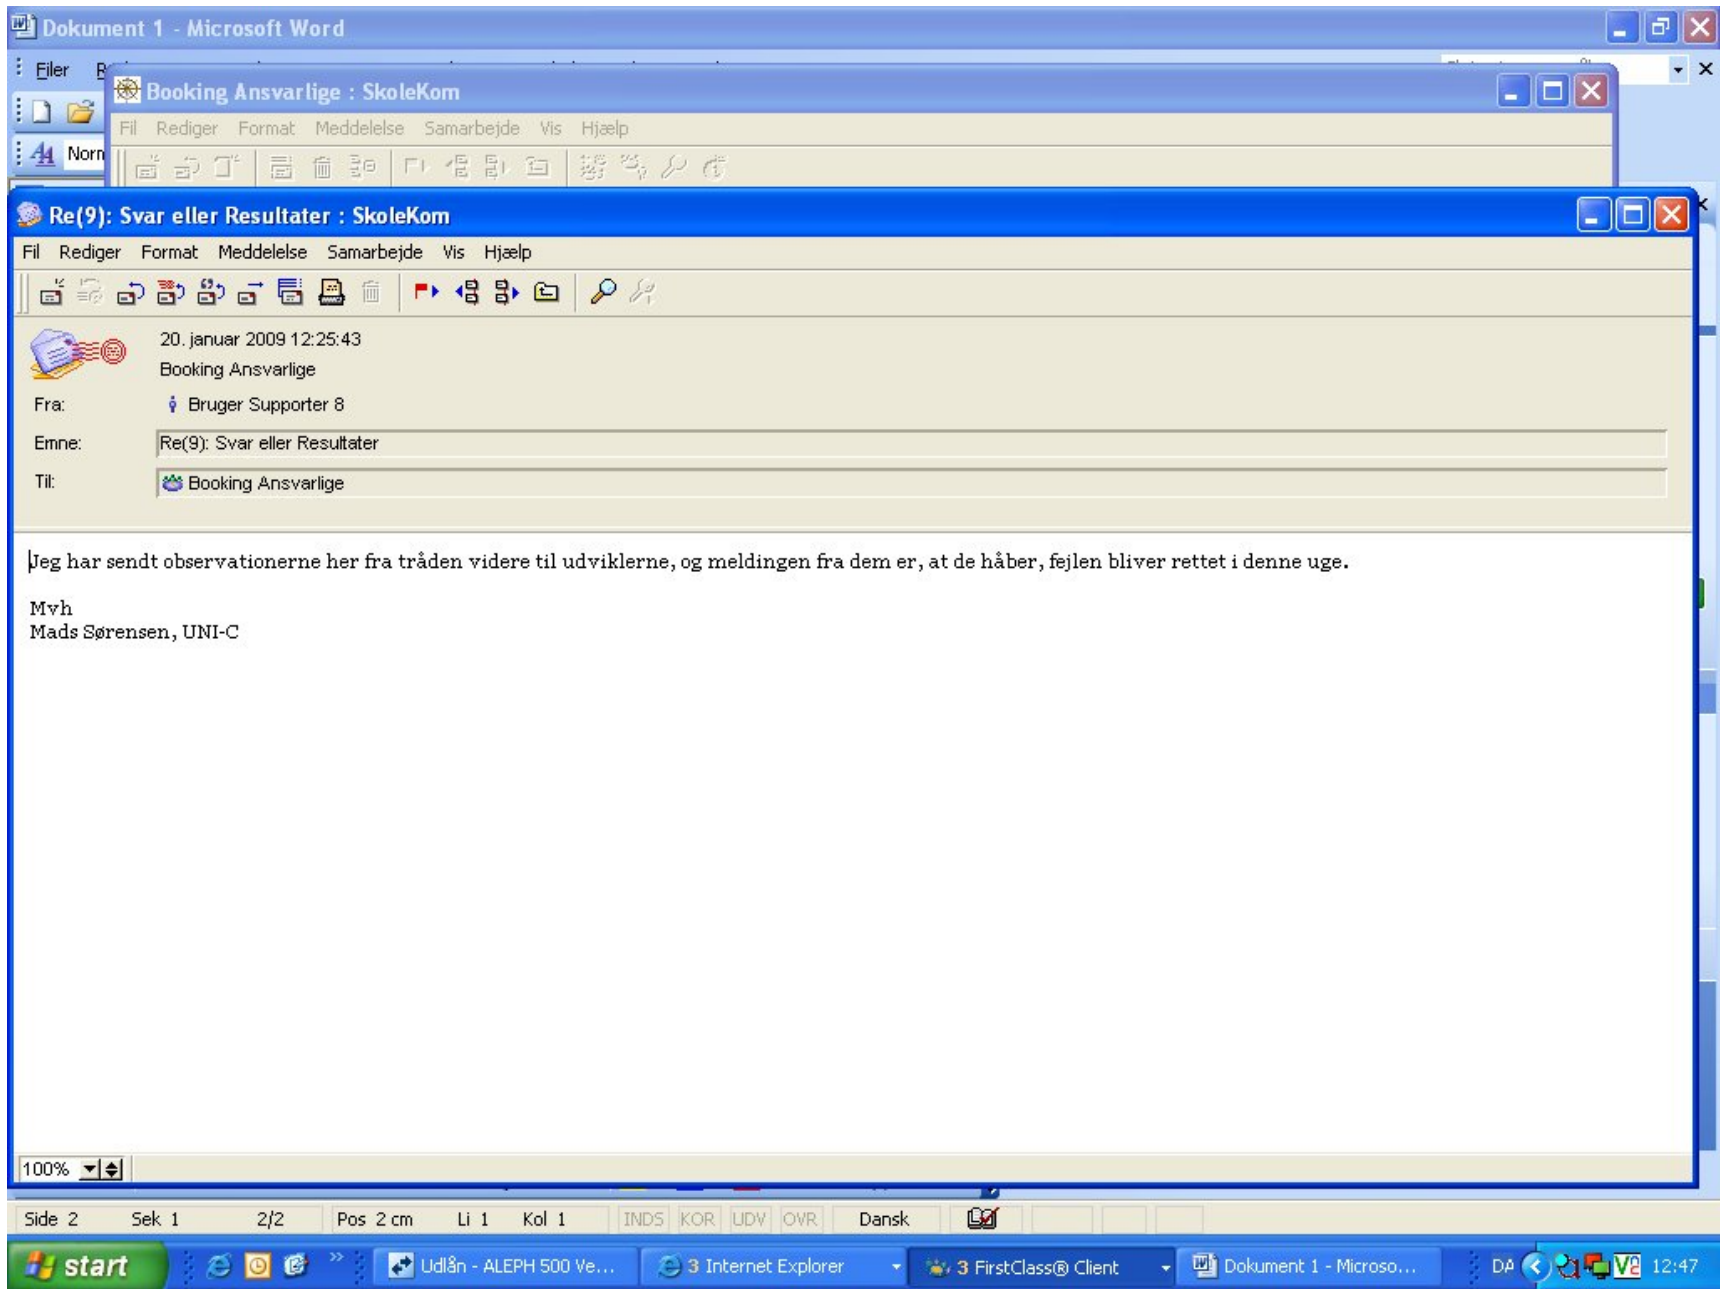 Dokument 1 - Microsoft Word
Filer
Booking Ansvarlige : SkoleKom
Fil Rediger Format Meddelelse Samarbejde Vis Hjælp
Norn
Re(9): Svar eller Resultater : SkoleKom
Fil Rediger Format Meddelelse Samarbejde Vis Hjælp
20. januar 2009 12:25:43
Booking Ansvarlige
Fra: Bruger Supporter 8
Emne: Re(9): Svar eller Resultater
Til: Booking Ansvarlige
Jeg har sendt observationerne her fra tråden videre til udviklerne, og meldingen fra dem er, at de håber, fejlen bliver rettet i denne uge.
Mvh
Mads Sørensen, UNI-C
100%
Side 2 Sek 1 2/2 Pos 2 cm Li 1 Kol 1 INDS KOR UDV OVR Dansk
start Udlån - ALEPH 500 Ve... 3 Internet Explorer 3 FirstClass® Client Dokument 1 - Microso... DA 12:47